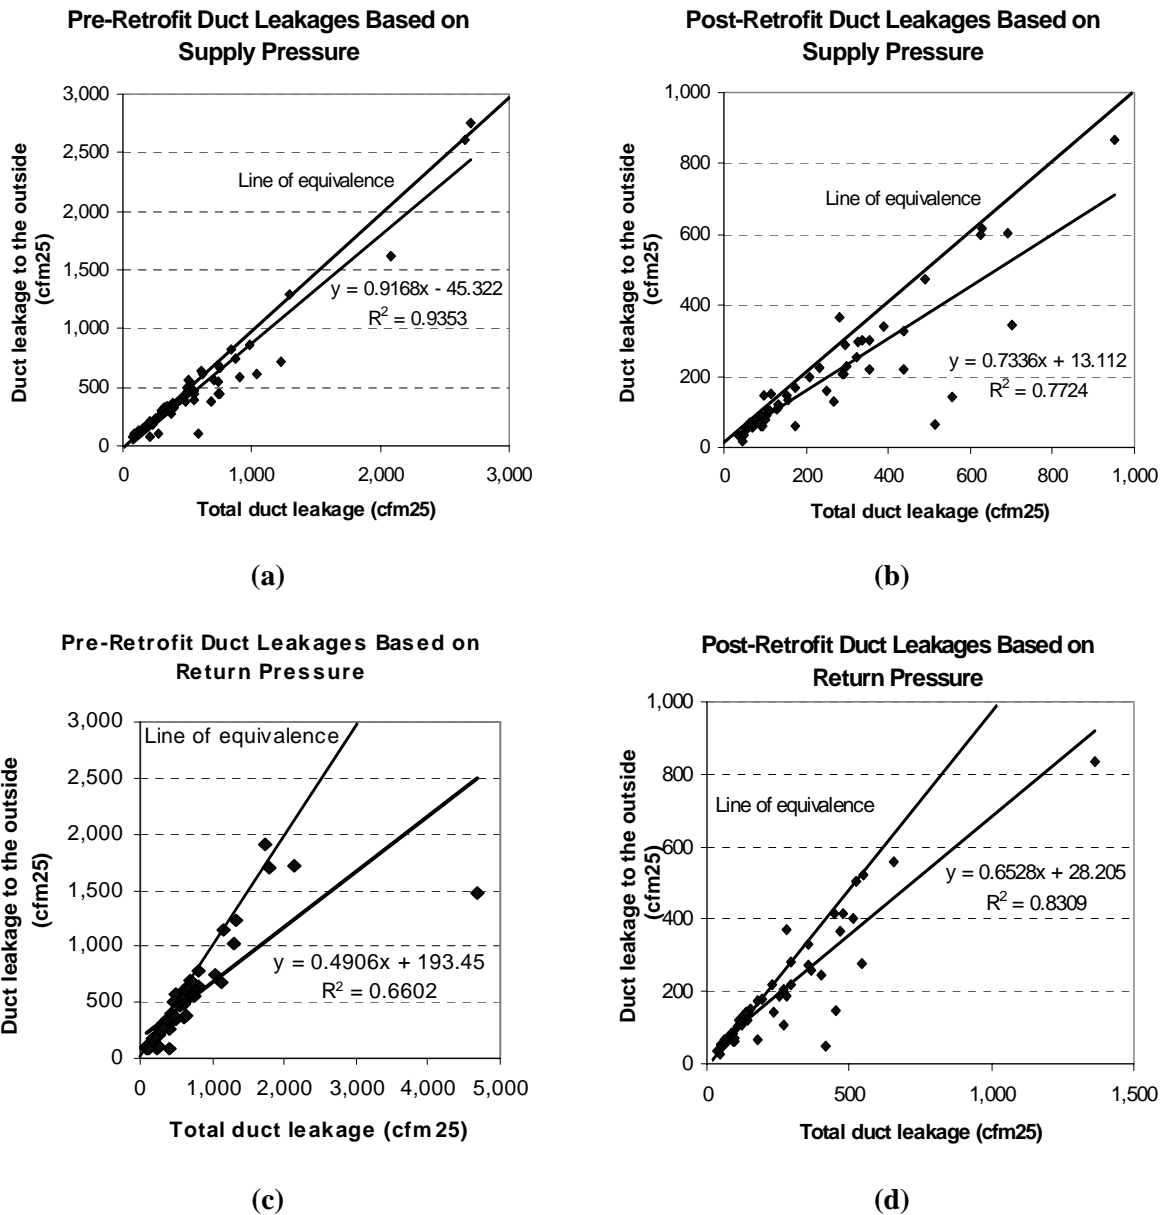 Pre-Retrofit Duct Leakages Based on
Supply Pressure
3,000
2,500
2,000
1,500
1,000
500
0
Duct leakage to the outside
(cfm25)
Line of equivalence
y = 0.9168x - 45.322
R² = 0.9353
0 1,000 2,000 3,000
Total duct leakage (cfm25)
(a)
Post-Retrofit Duct Leakages Based on
Supply Pressure
1,000
800
600
400
200
0
Duct leakage to the outside
(cfm25)
Line of equivalence
y = 0.7336x + 13.112
R² = 0.7724
0 200 400 600 800 1,000
Total duct leakage (cfm25)
(b)
Pre-Retrofit Duct Leakages Based on
Return Pressure
3,000
2,500
2,000
1,500
1,000
500
0
Duct leakage to the outside
(cfm25)
Line of equivalence
y = 0.4906x + 193.45
R² = 0.6602
0 1,000 2,000 3,000 4,000 5,000
Total duct leakage (cfm25)
(c)
Post-Retrofit Duct Leakages Based on
Return Pressure
1,000
800
600
400
200
0
Duct leakage to the outside
(cfm25)
Line of equivalence
y = 0.6528x + 28.205
R² = 0.8309
0 500 1,000 1,500
Total duct leakage (cfm25)
(d)